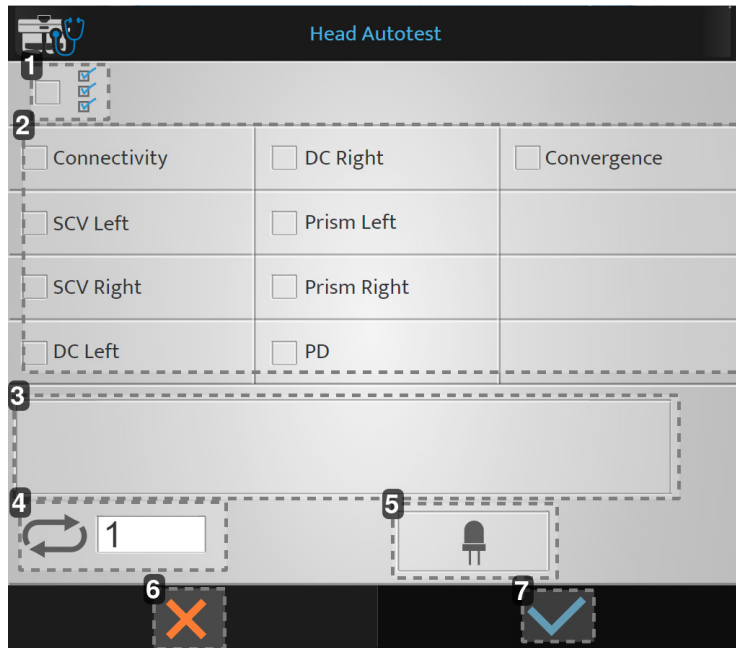 Head Autotest
1
2
Connectivity DC Right Convergence
SCV Left Prism Left
SCV Right Prism Right
DC Left PD
3
4 5
1
6 7